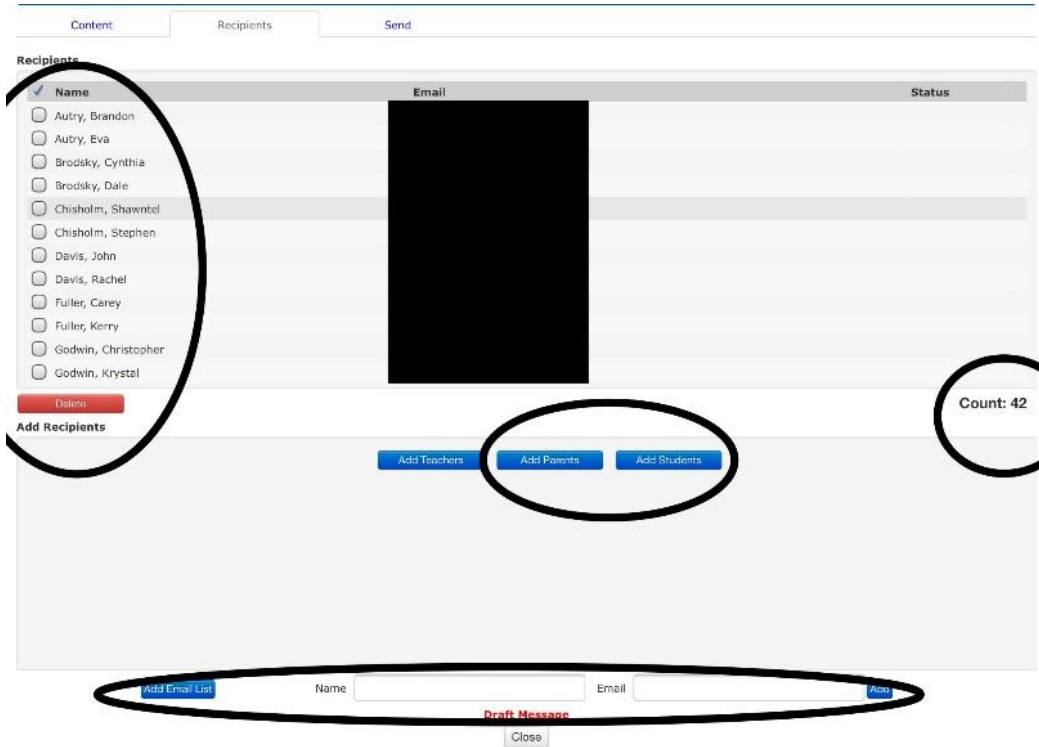 Content Recipients Send
Recipients
Name Email Status
Autry, Brandon
Autry, Eva
Brodsky, Cynthia
Brodsky, Dale
Chisholm, Shawntel
Chisholm, Stephen
Davis, John
Davis, Rachel
Fuller, Carey
Fuller, Kerry
Godwin, Christopher
Godwin, Krystal
Delete Count: 42
Add Recipients
Add Teachers Add Parents Add Students
Add Email List Name Email Add
Draft Message
Close